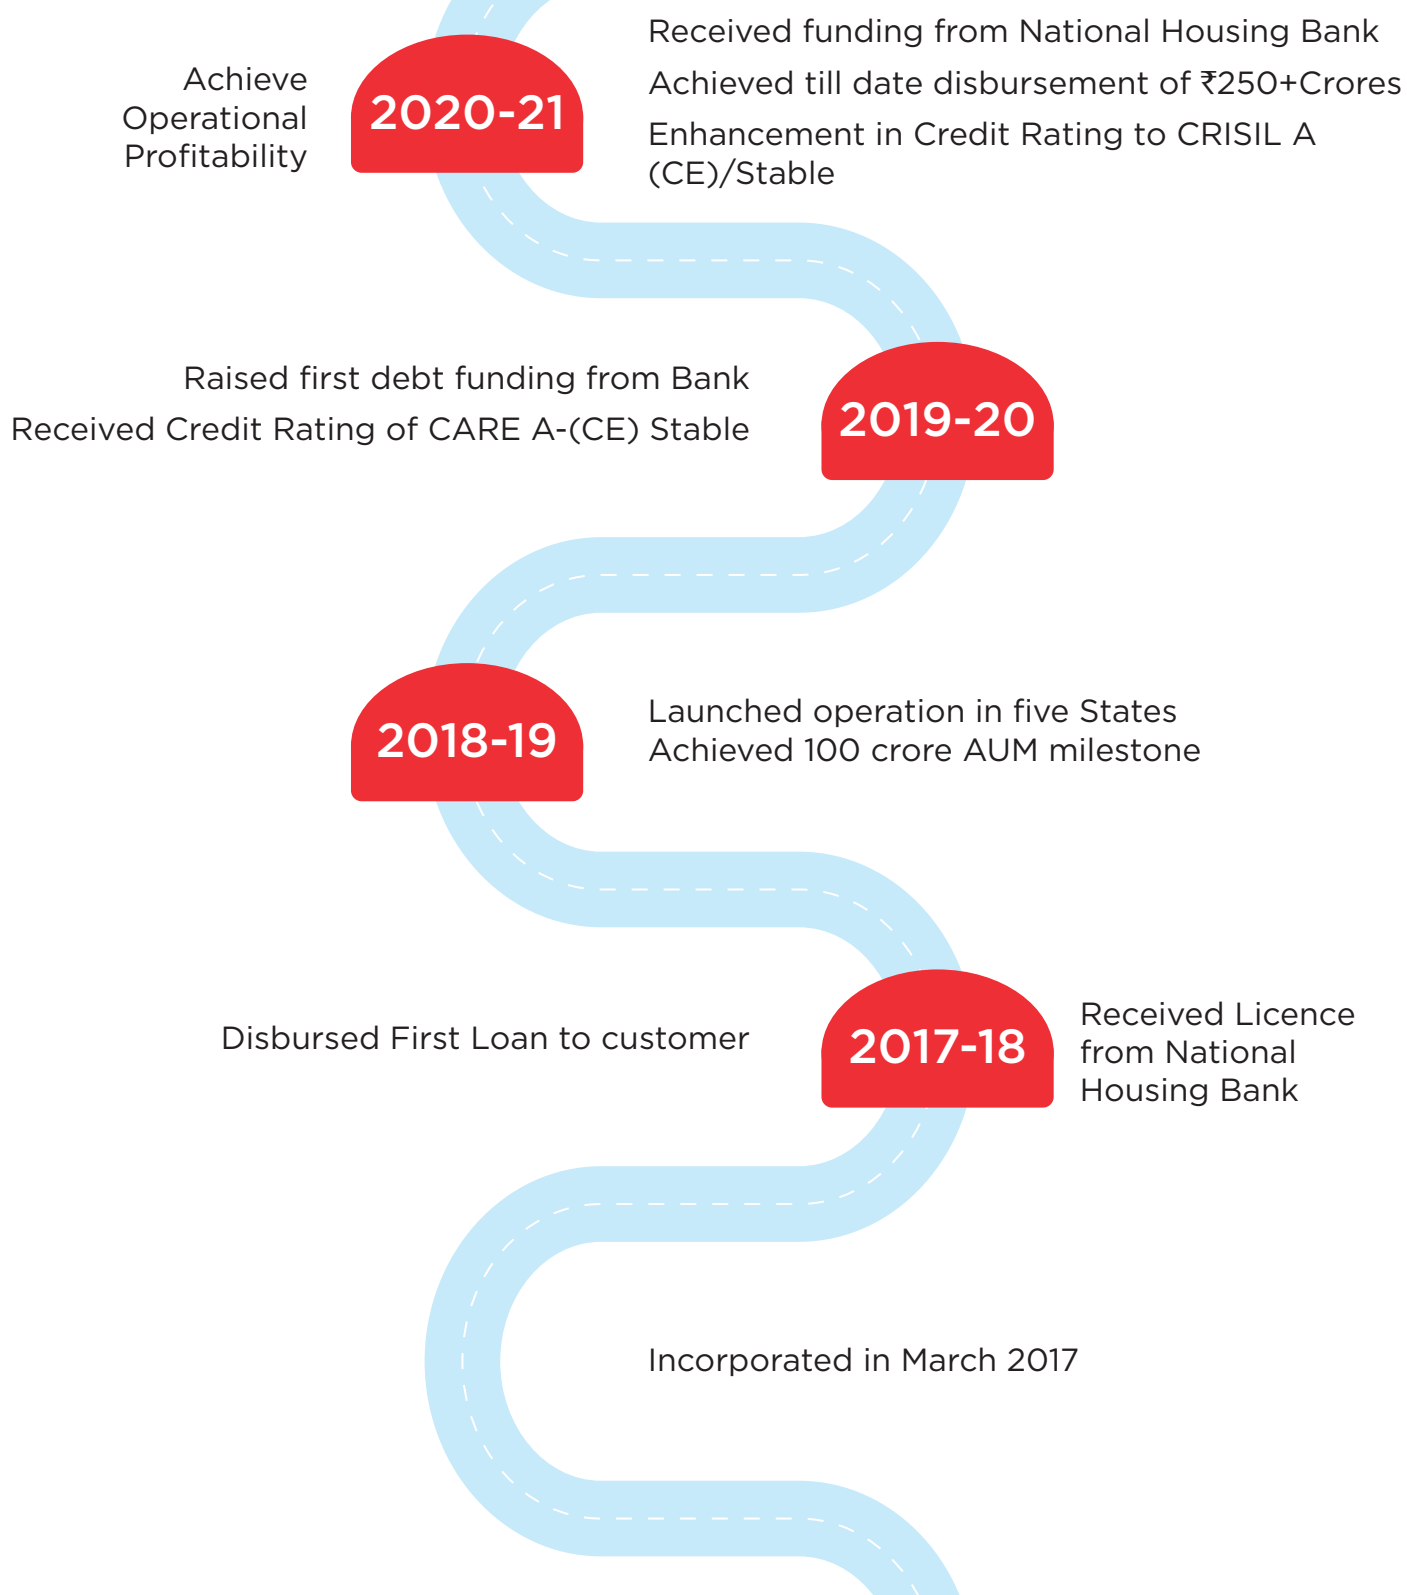 Achieve
Operational
Profitability
2020-21
Received funding from National Housing Bank
Achieved till date disbursement of ₹250+Crores
Enhancement in Credit Rating to CRISIL A
(CE)/Stable
Raised first debt funding from Bank
Received Credit Rating of CARE A-(CE) Stable
2019-20
2018-19
Launched operation in five States
Achieved 100 crore AUM milestone
Disbursed First Loan to customer
2017-18
Received Licence
from National
Housing Bank
Incorporated in March 2017